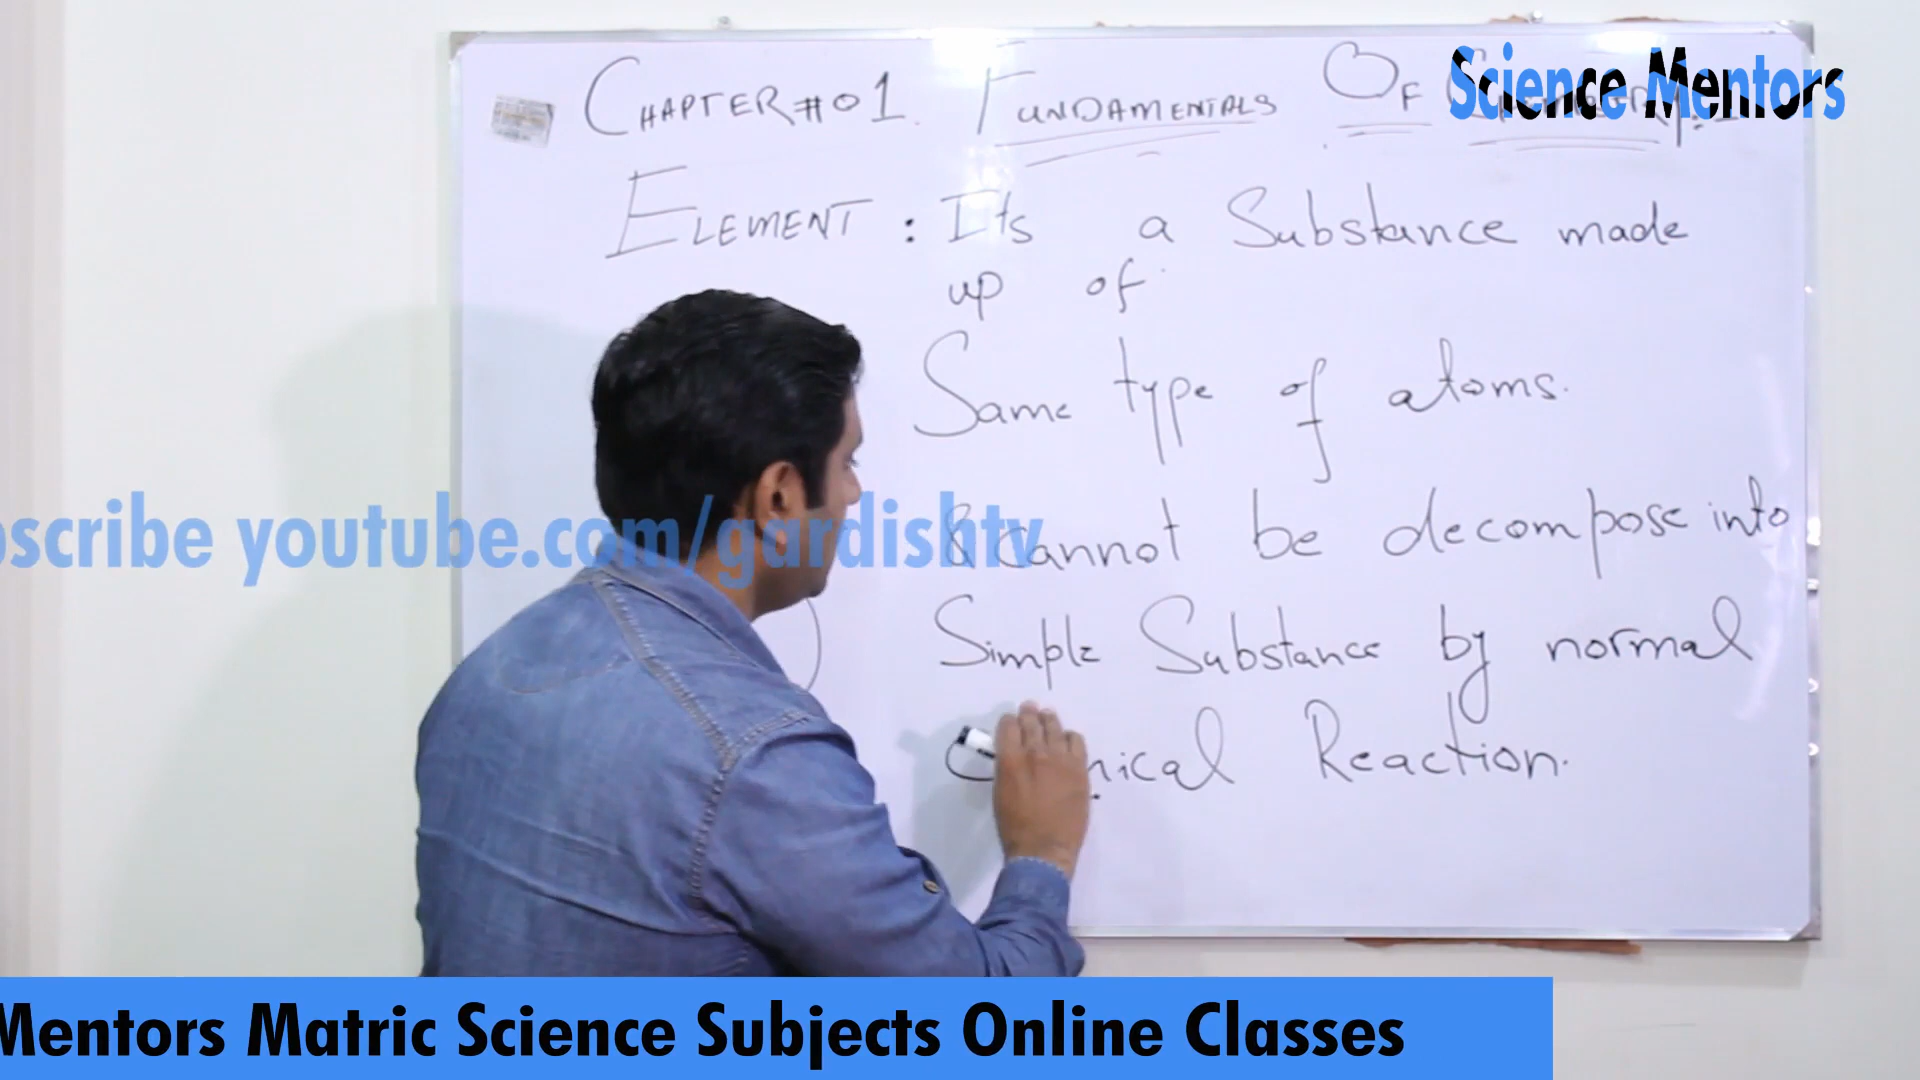 CHAPTER#01. FUNDAMENTALS OF
Science Mentors
ELEMENT: Its a Substance made
up of
Same type of atoms.
& cannot be decompose into
scribe youtube.com/gardishtv
Simple Substance by normal
Reaction.
Mentors Matric Science Subjects Online Classes